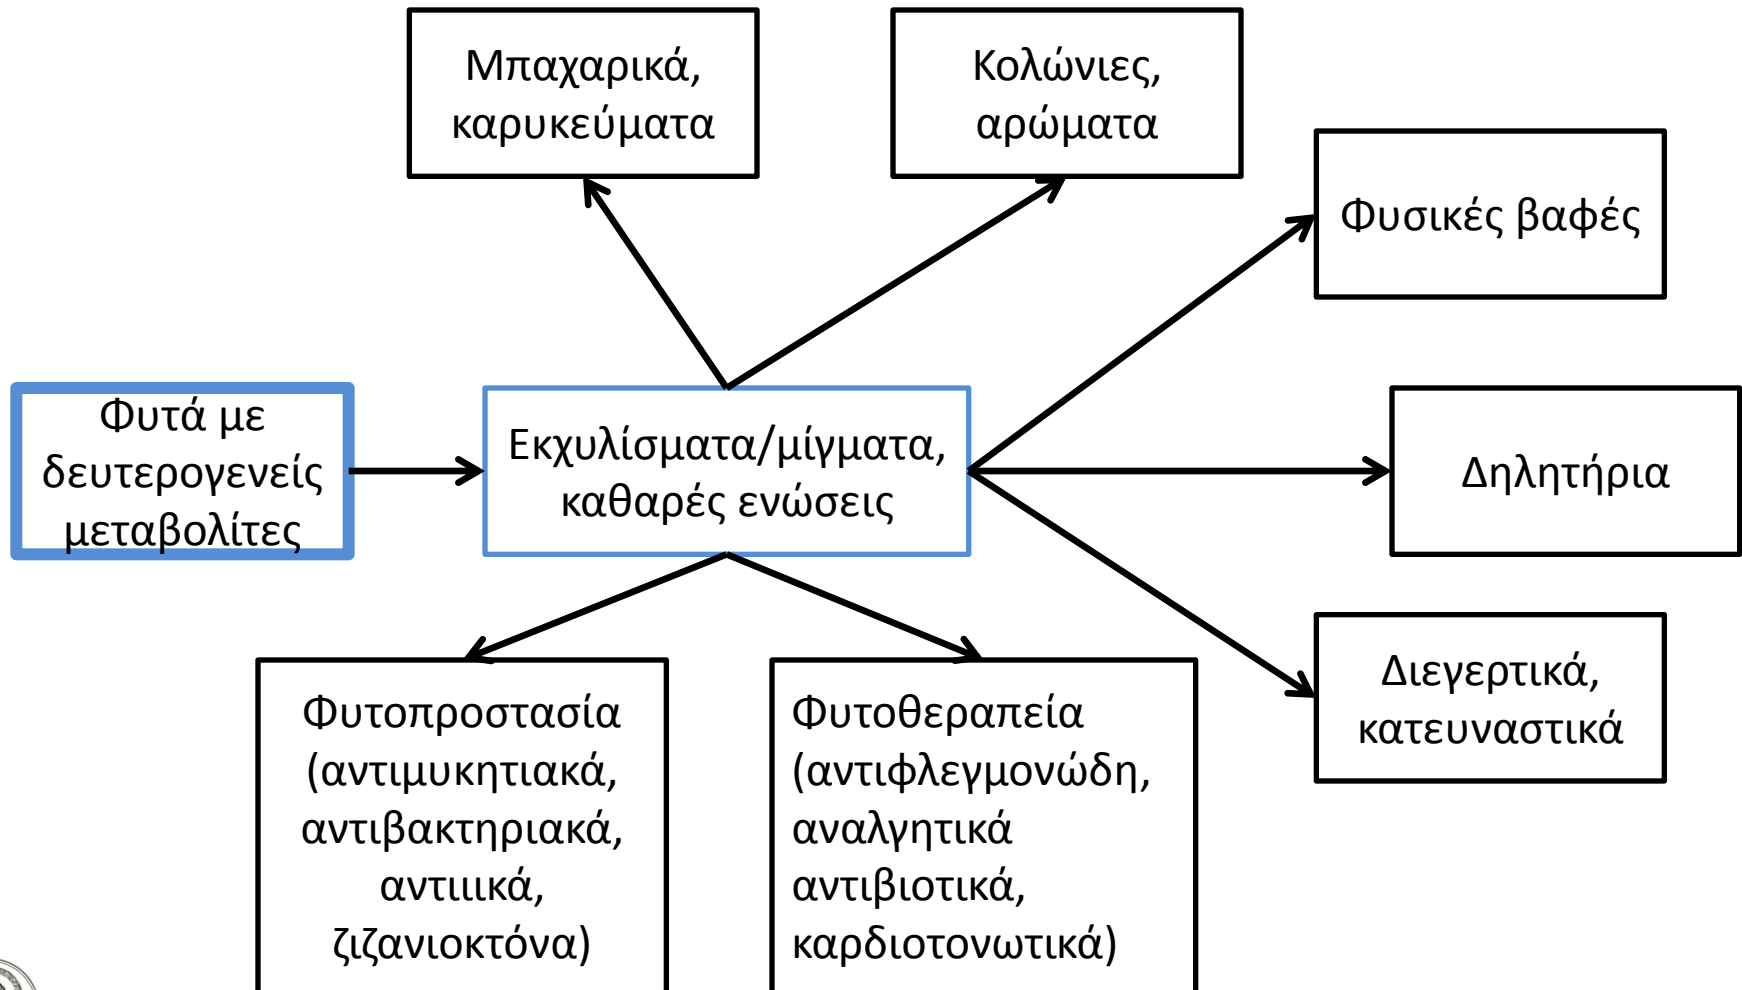 Μπαχαρικά,
καρυκεύματα
Κολώνιες,
αρώματα
Φυσικές βαφές
Φυτά με
δευτερογενείς
μεταβολίτες
Εκχυλίσματα/μίγματα,
καθαρές ενώσεις
Δηλητήρια
Διεγερτικά,
κατευναστικά
Φυτοπροστασία
(αντιμυκητιακά,
αντιβακτηριακά,
αντιιικά,
ζιζανιοκτόνα)
Φυτοθεραπεία
(αντιφλεγμονώδη,
αναλγητικά
αντιβιοτικά,
καρδιοτονωτικά)